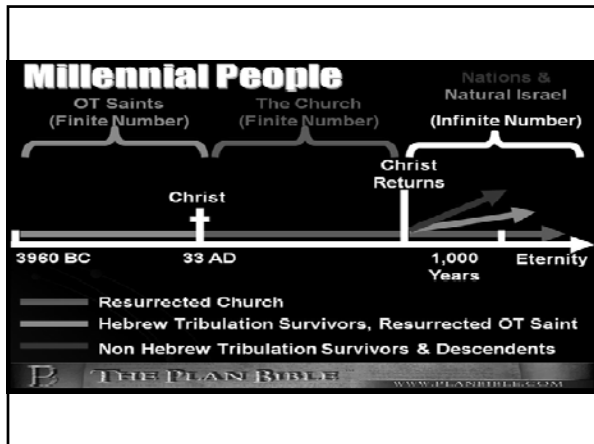 Millennial People
Nations &
Natural Israel
OT Saints
(Finite Number)
The Church
(Finite Number)
(Infinite Number)
Christ
Christ
Returns
3960 BC
33 AD
1,000
Years
Eternity
Resurrected Church
Hebrew Tribulation Survivors, Resurrected OT Saint
Non Hebrew Tribulation Survivors & Descendents
THE PLAN BIBLE
WWW.PLANBIBLE.COM